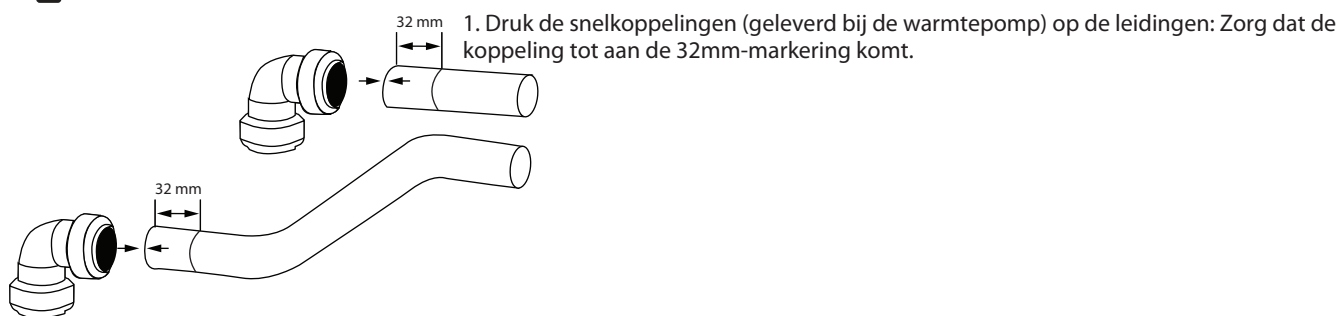 32 mm
1. Druk de snelkoppelingen (geleverd bij de warmtepomp) op de leidingen: Zorg dat de
koppeling tot aan de 32mm-markering komt.
32 mm